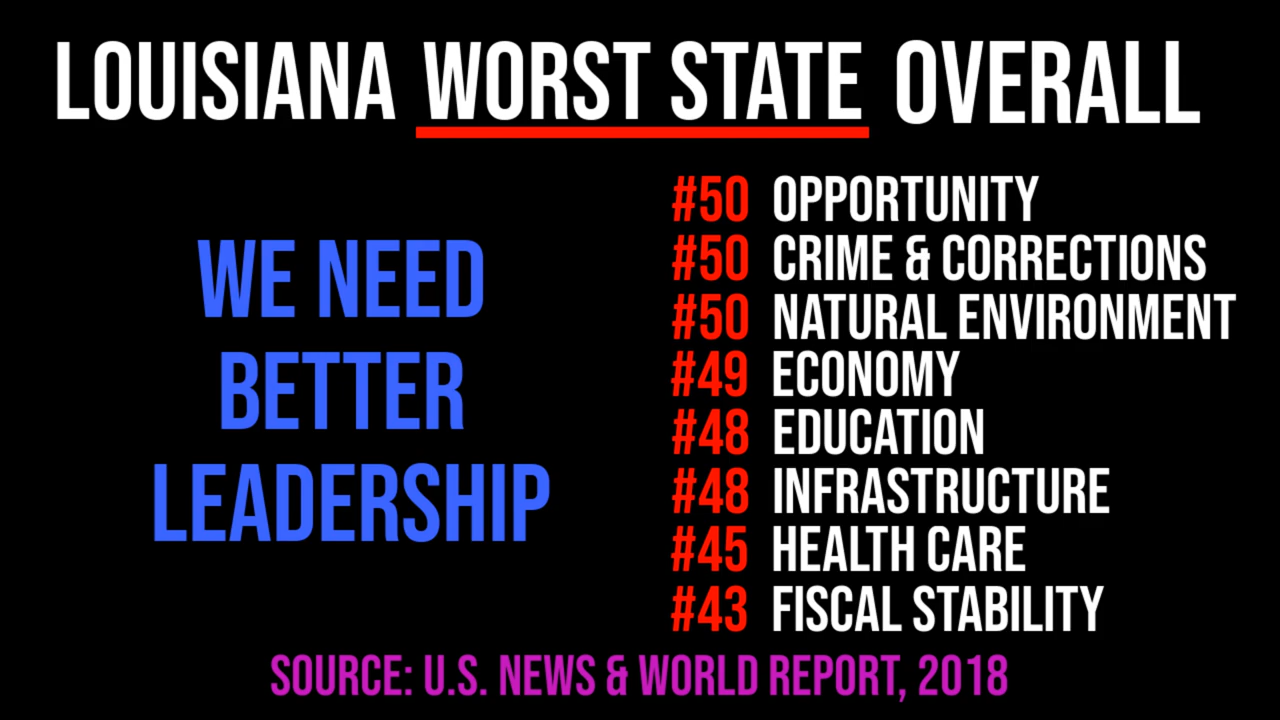 LOUISIANA WORST STATE OVERALL
WE NEED
BETTER
LEADERSHIP
#50 OPPORTUNITY
#50 CRIME & CORRECTIONS
#50 NATURAL ENVIRONMENT
#49 ECONOMY
#48 EDUCATION
#48 INFRASTRUCTURE
#45 HEALTH CARE
#43 FISCAL STABILITY
SOURCE: U.S. NEWS & WORLD REPORT, 2018